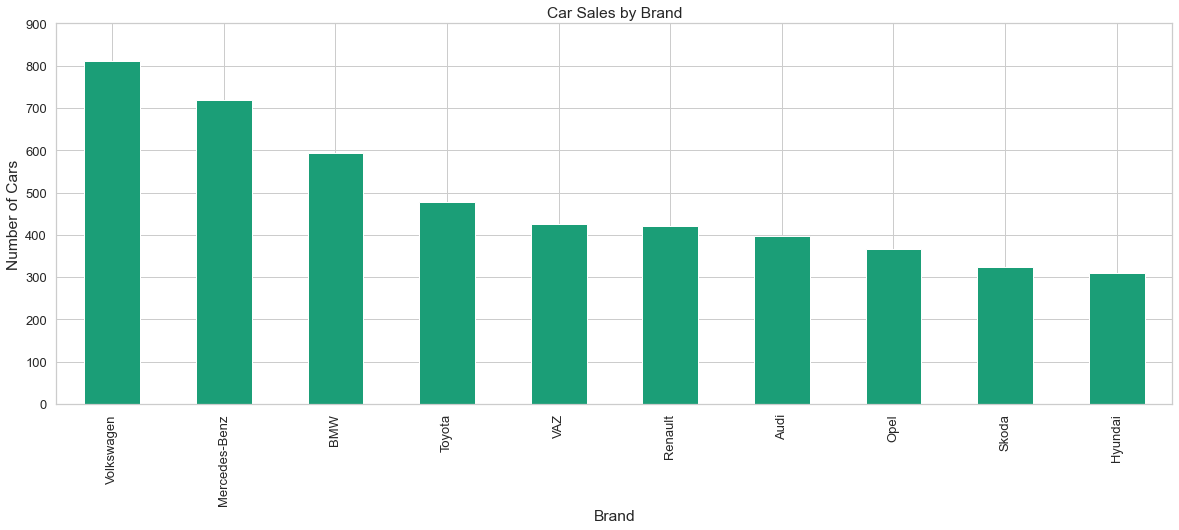 Car Sales by Brand
Number of Cars
900
800
700
600
500
400
300
200
100
0
Volkswagen
Mercedes-Benz
BMW
Toyota
VAZ
Renault
Audi
Opel
Skoda
Hyundai
Brand